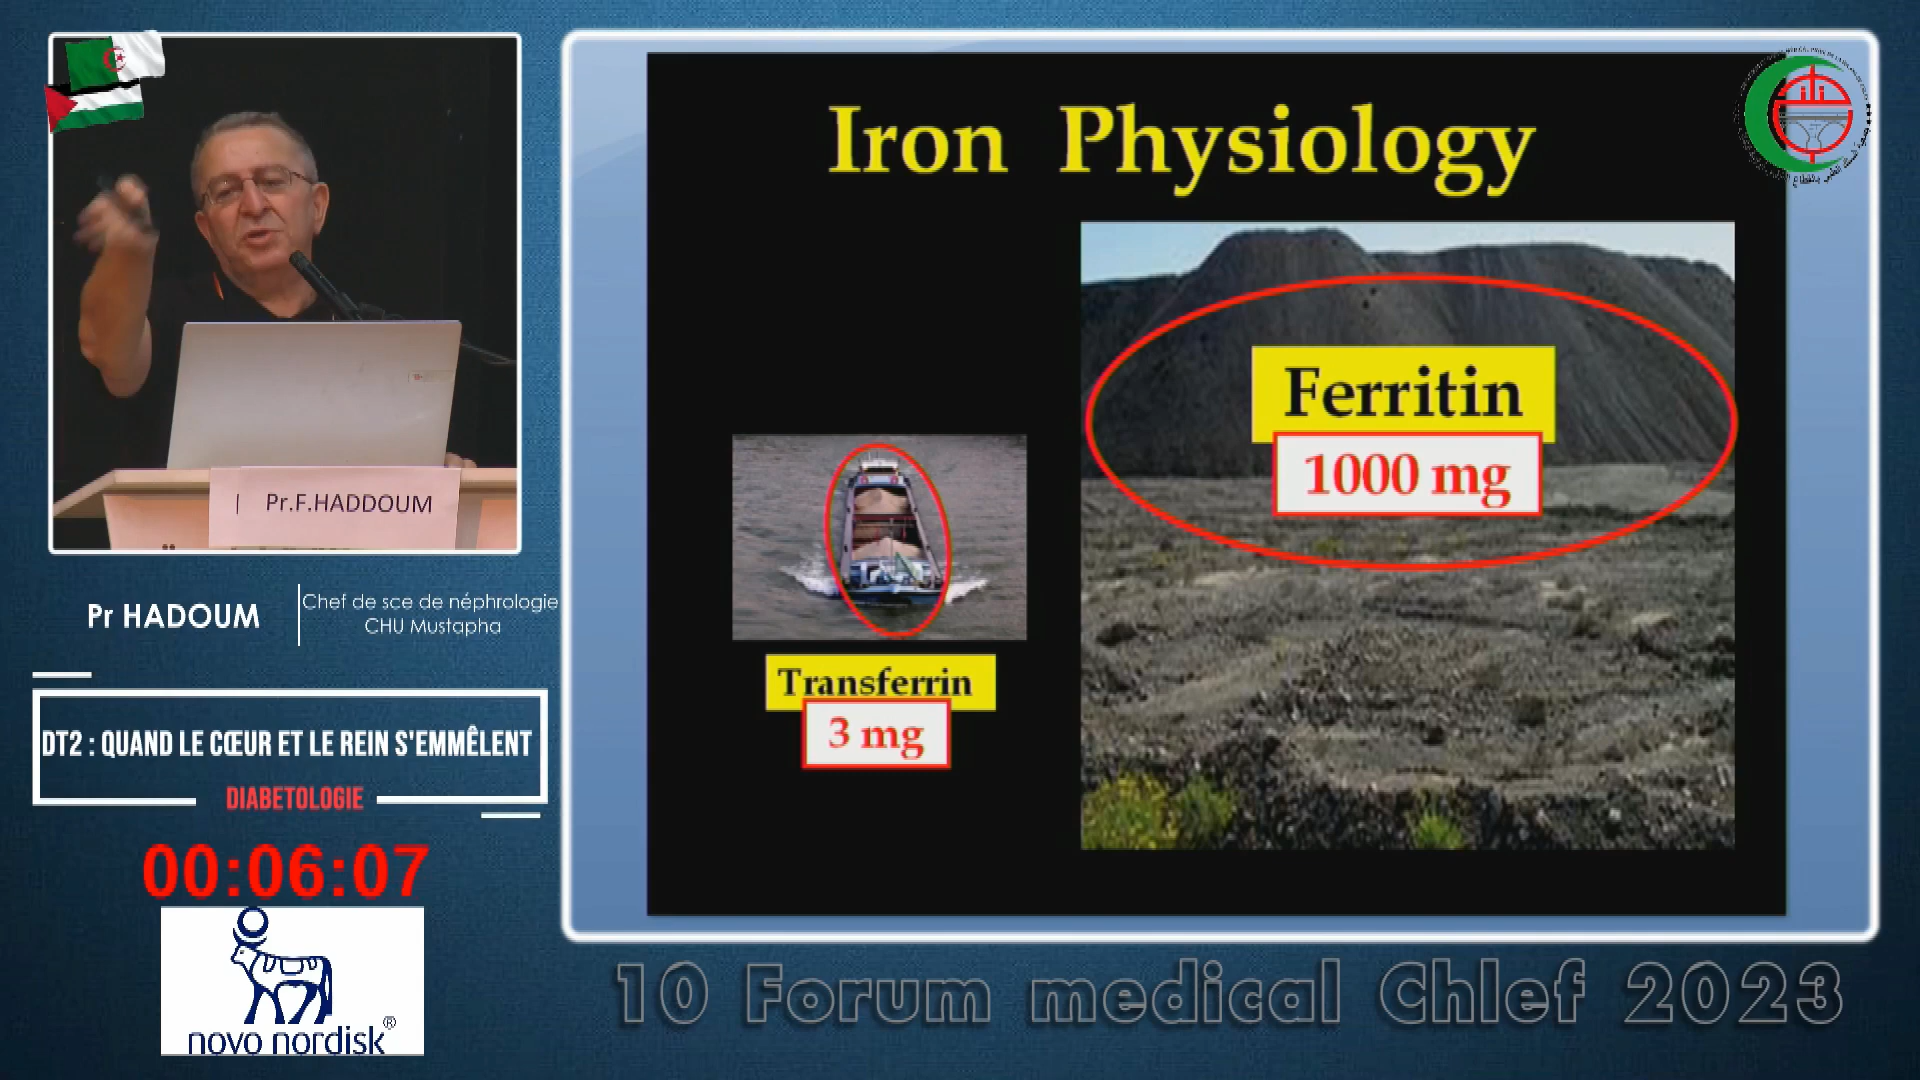 Iron Physiology
Ferritin
1000 mg
Transferrin
3 mg
Pr.F.HADDOUM
Pr HADOUM
Chef de sce de néphrologie
CHU Mustapha
DT2 : QUAND LE CŒUR ET LE REIN S'EMMÊLENT
DIABETOLOGIE
00:06:07
novo nordisk®
10 Forum medical Chlef 2023